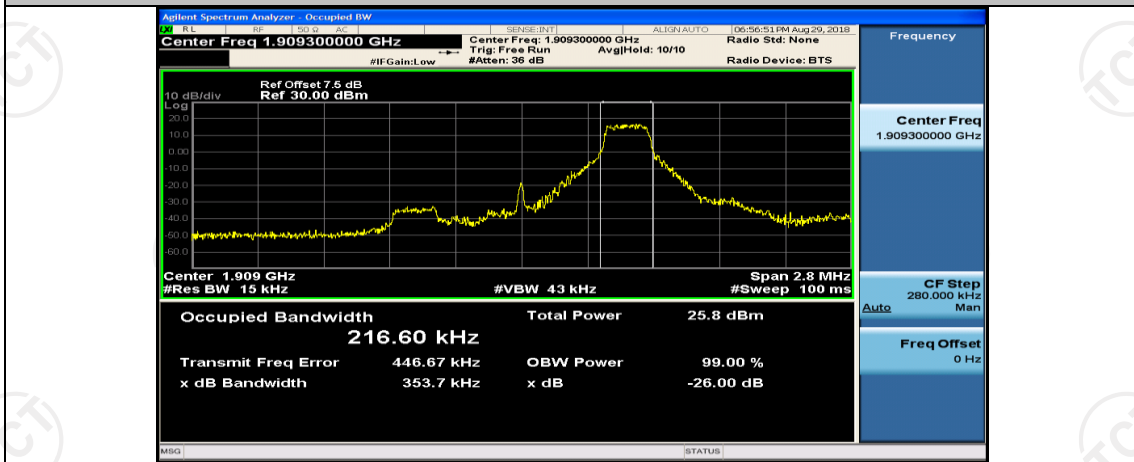 Agilent Spectrum Analyzer - Occupied BW
LXI RL RF 50 Ω AC SENSE:INT ALIGN AUTO 06:56:51 PM Aug 29, 2018
Center Freq 1.909300000 GHz Center Freq: 1.909300000 GHz Radio Std: None
Trig: Free Run Avg|Hold: 10/10
#IFGain:Low #Atten: 36 dB Radio Device: BTS
Ref Offset 7.5 dB
10 dB/div Ref 30.00 dBm
Log
20.0
10.0
0.00
-10.0
-20.0
-30.0
-40.0
-50.0
-60.0
Center 1.909 GHz Span 2.8 MHz
#Res BW 15 kHz #VBW 43 kHz #Sweep 100 ms
Occupied Bandwidth Total Power 25.8 dBm
216.60 kHz
Transmit Freq Error 446.67 kHz OBW Power 99.00 %
x dB Bandwidth 353.7 kHz x dB -26.00 dB
MSG STATUS
Frequency
Center Freq
1.909300000 GHz
CF Step
280.000 kHz
Auto Man
Freq Offset
0 Hz
TCT
TCT
TCT
TCT